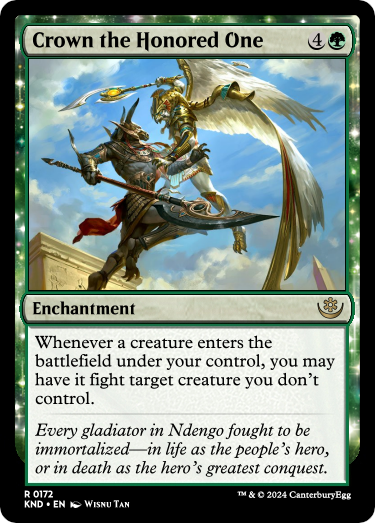 Crown the Honored One 4
Enchantment
Whenever a creature enters the
battlefield under your control, you may
have it fight target creature you don't
control.
Every gladiator in Ndengo fought to be
immortalized—in life as the people's hero,
or in death as the hero's greatest conquest.
R 0172
KND • EN Wisnu Tan
™ & © 2024 CanterburyEgg